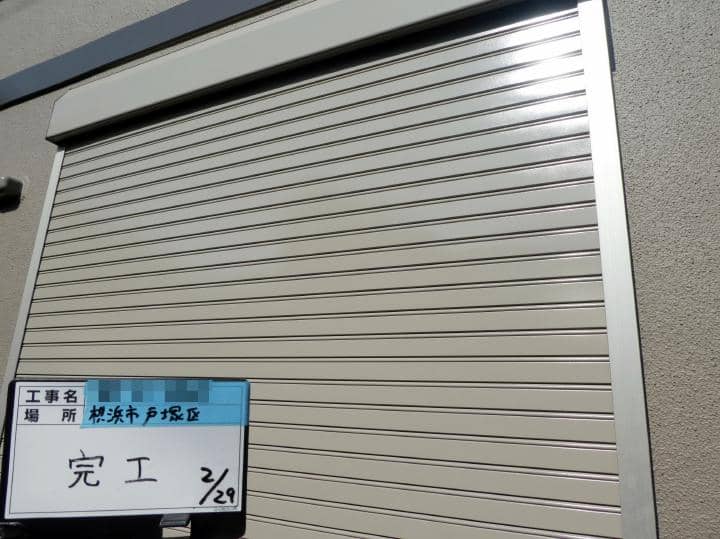 工事名
場所 横浜市戸塚区
完工
2/29